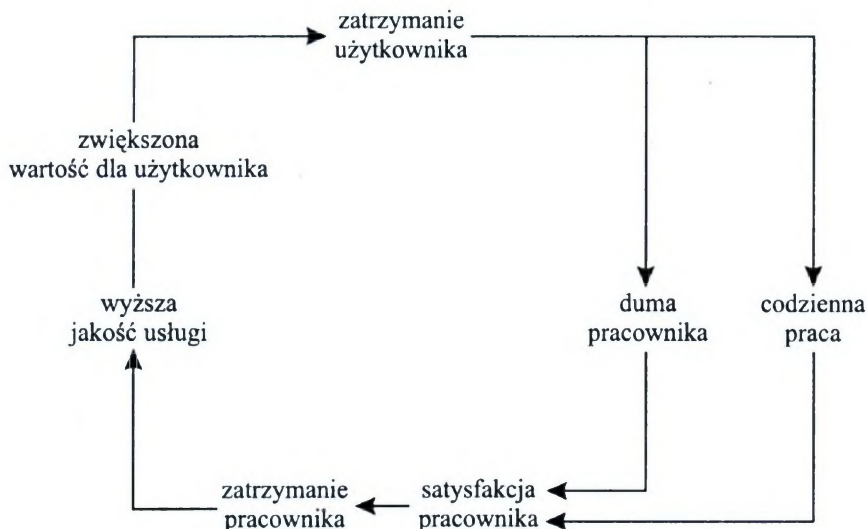 zatrzymanie
użytkownika
zwiększona
wartość dla użytkownika
wyższa
jakość usługi
duma
pracownika
codzienna
praca
zatrzymanie
pracownika
satysfakcja
pracownika